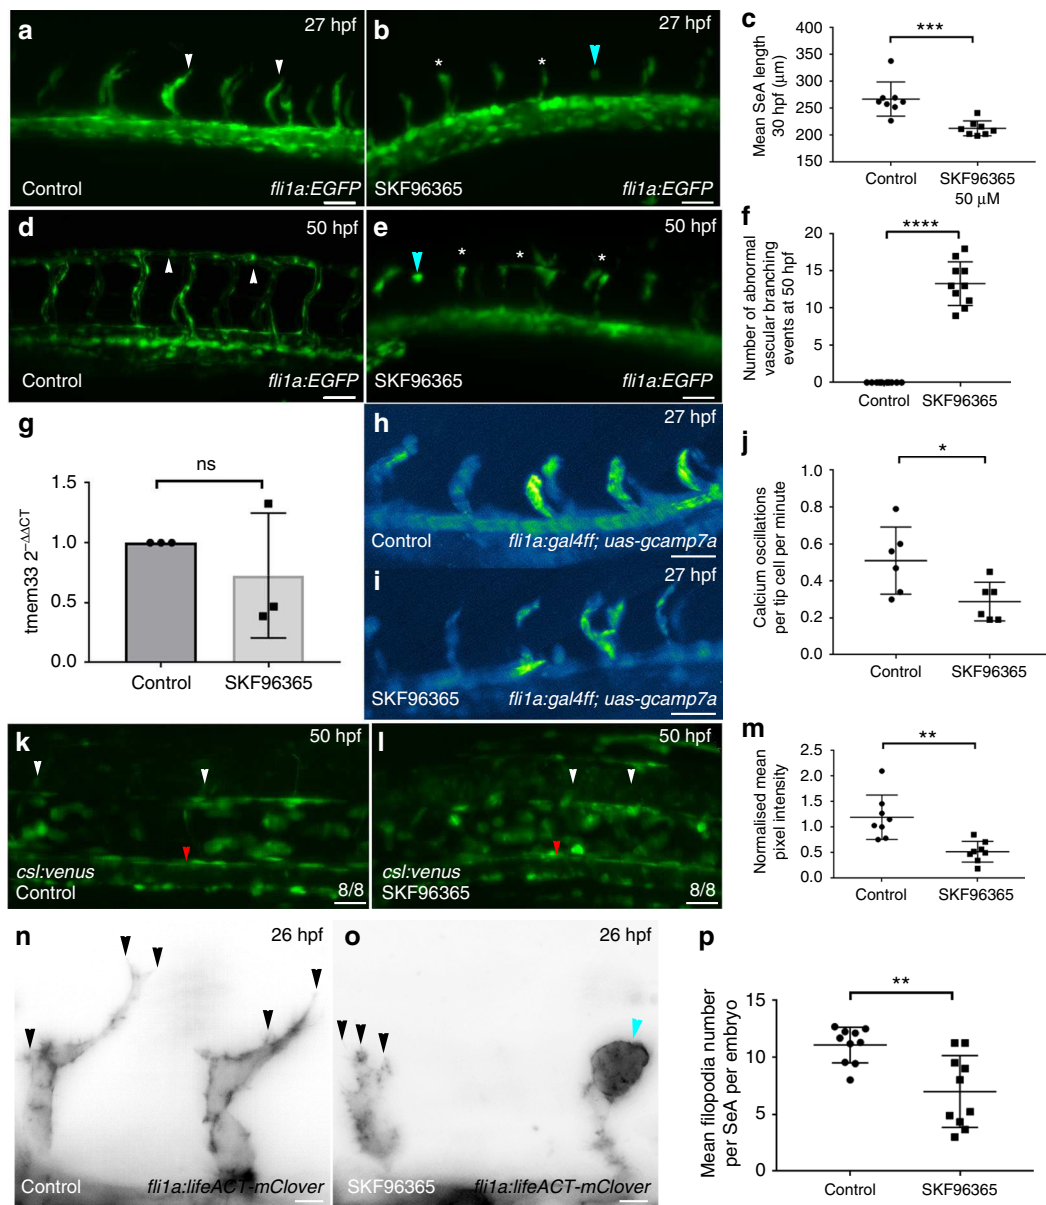 a
27 hpf
Control
fli1a:EGFP
b
27 hpf
*
*
SKF96365
fli1a:EGFP
c
***
Mean SeA length
30 hpf (μm)
400
350
300
250
200
150
Control
SKF96365
50 μM
d
50 hpf
Control
fli1a:EGFP
e
50 hpf
*
*
*
SKF96365
fli1a:EGFP
f
****
Number of abnormal
vascular branching
events at 50 hpf
20
15
10
5
0
Control
SKF96365
g
ns
tmem33 2−ΔΔCT
1.5
1.0
0.5
0.0
Control
SKF96365
h
27 hpf
Control
fli1a:gal4ff; uas-gcamp7a
i
27 hpf
SKF96365
fli1a:gal4ff; uas-gcamp7a
j
*
Calcium oscillations
per tip cell per minute
1.0
0.8
0.6
0.4
0.2
0.0
Control
SKF96365
k
50 hpf
csl:venus
Control
8/8
l
50 hpf
csl:venus
SKF96365
8/8
m
**
Normalised mean
pixel intensity
2.5
2.0
1.5
1.0
0.5
0.0
Control
SKF96365
n
26 hpf
Control
fli1a:lifeACT-mClover
o
26 hpf
SKF96365
fli1a:lifeACT-mClover
p
**
Mean filopodia number
per SeA per embryo
15
10
5
0
Control
SKF96365